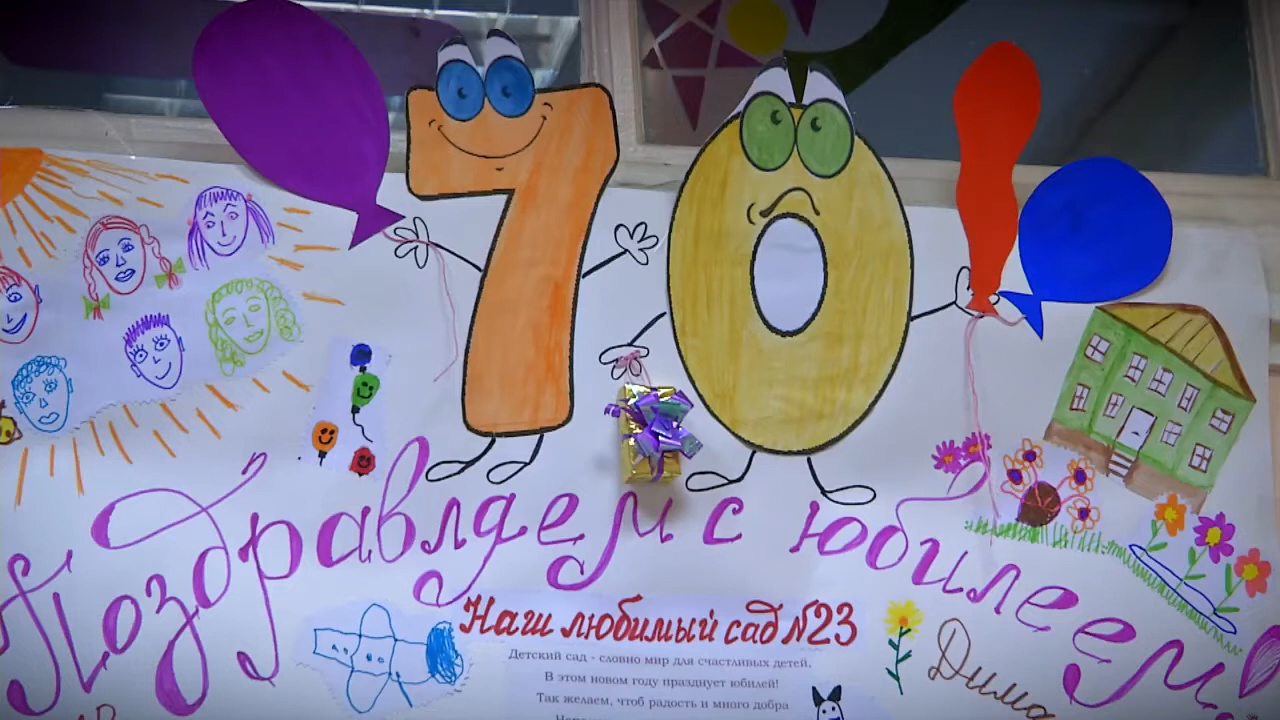 70
Поздравляем с юбилеем
Наш любимый сад №23
Детский сад - словно мир для счастливых детей.
В этом новом году празднует юбилей!
Так желаем, чтоб радость и много добра
Дима